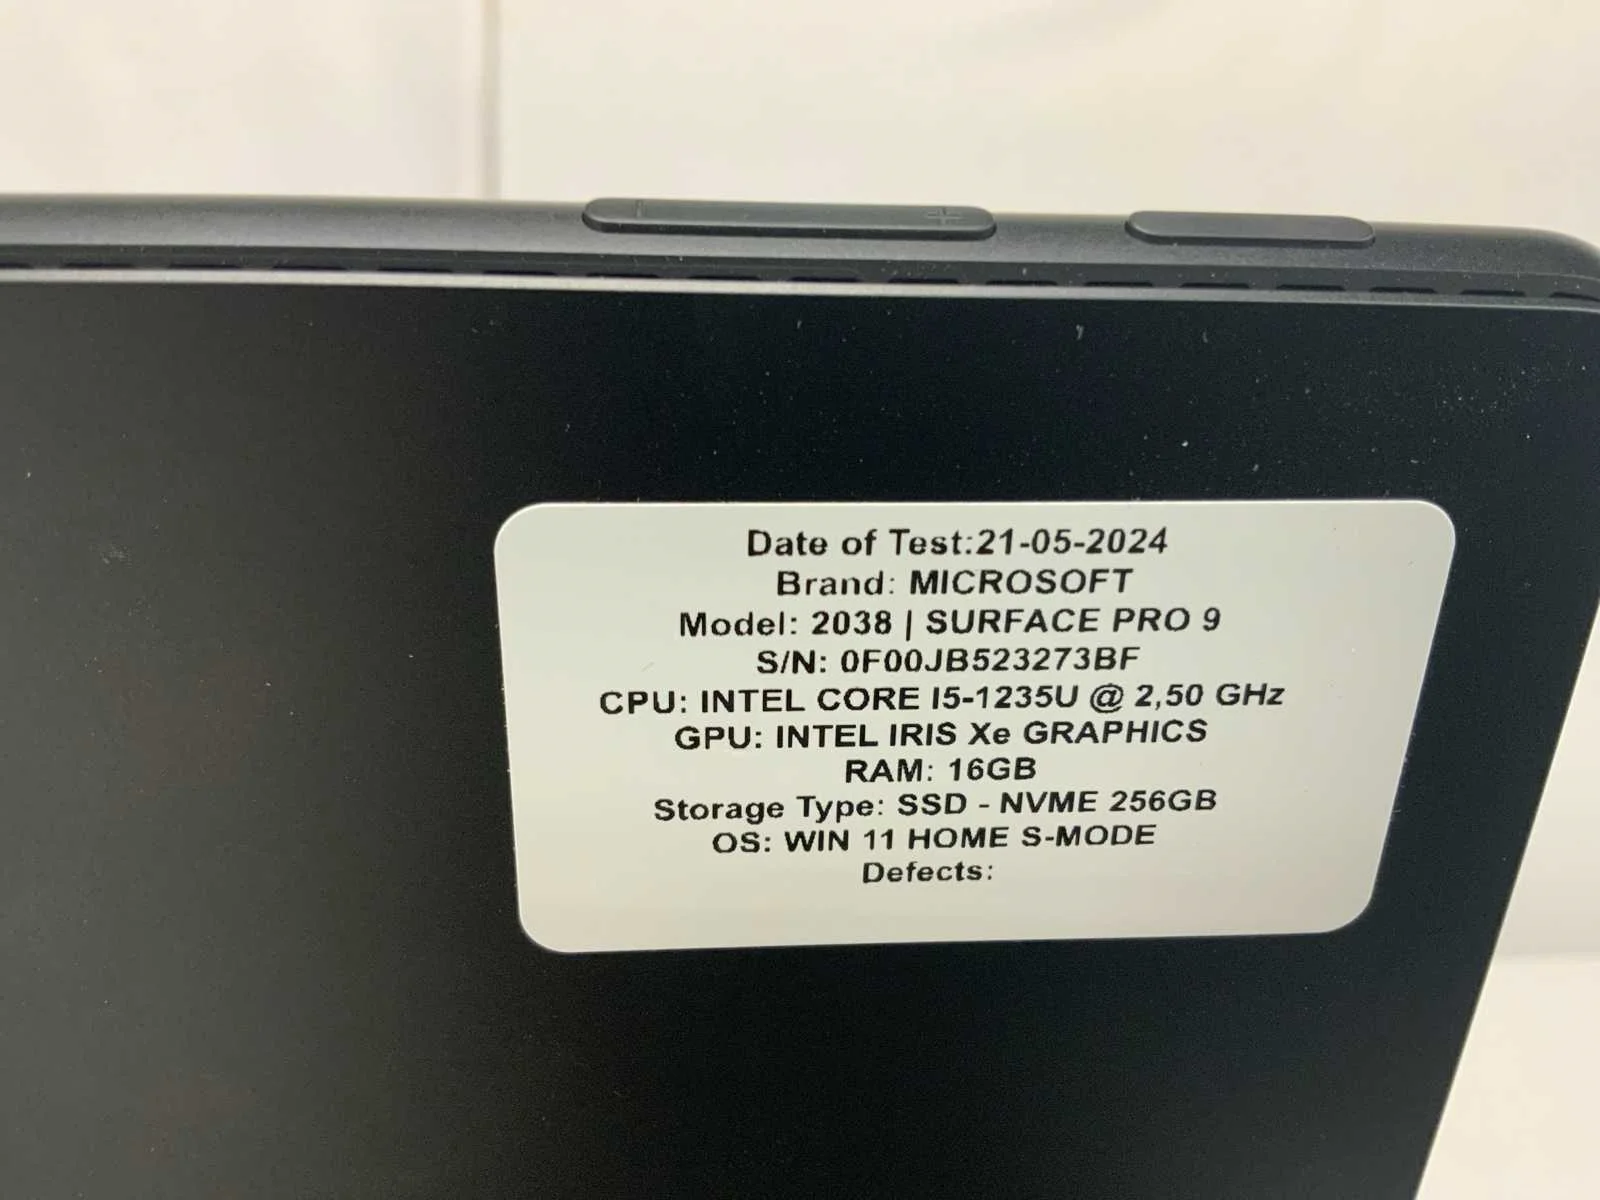 - +
Date of Test:21-05-2024
Brand: MICROSOFT
Model: 2038 | SURFACE PRO 9
S/N: 0F00JB523273BF
CPU: INTEL CORE I5-1235U @ 2,50 GHz
GPU: INTEL IRIS Xe GRAPHICS
RAM: 16GB
Storage Type: SSD - NVME 256GB
OS: WIN 11 HOME S-MODE
Defects: